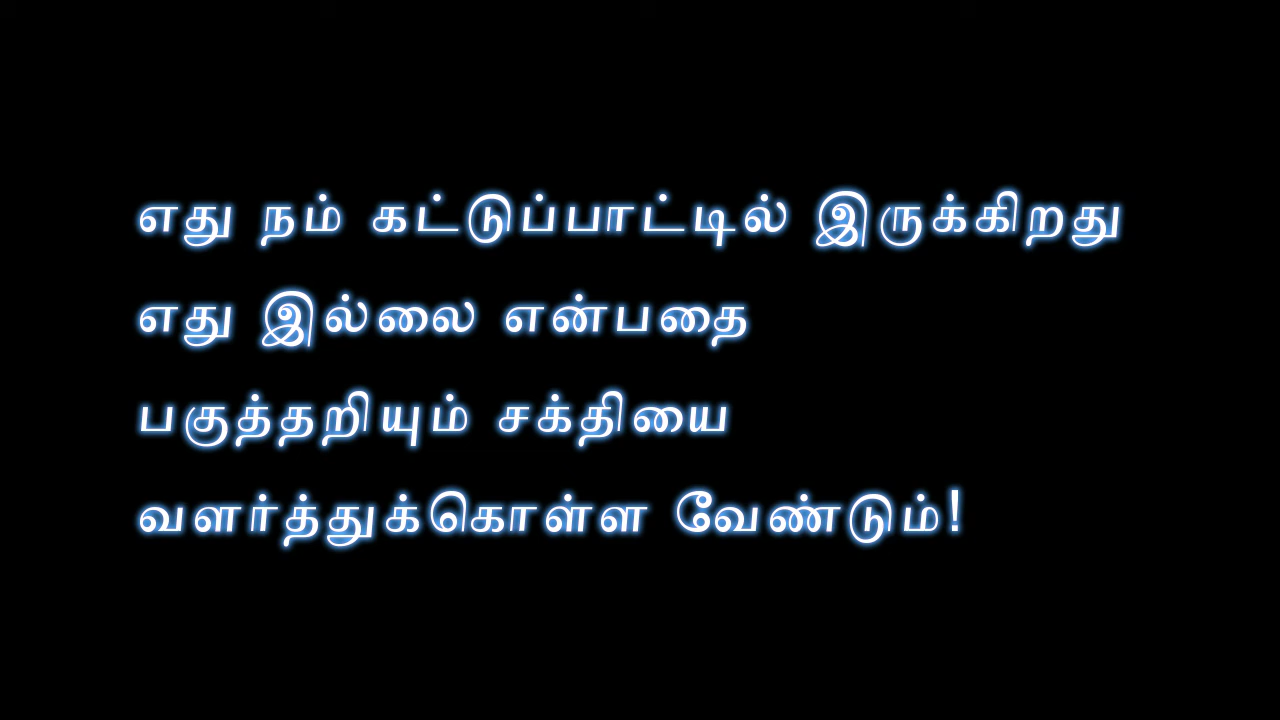 எது நம் கட்டுப்பாட்டில் இருக்கிறது
எது இல்லை என்பதை
பகுத்தறியும் சக்தியை
வளர்த்துக்கொள்ள வேண்டும்!